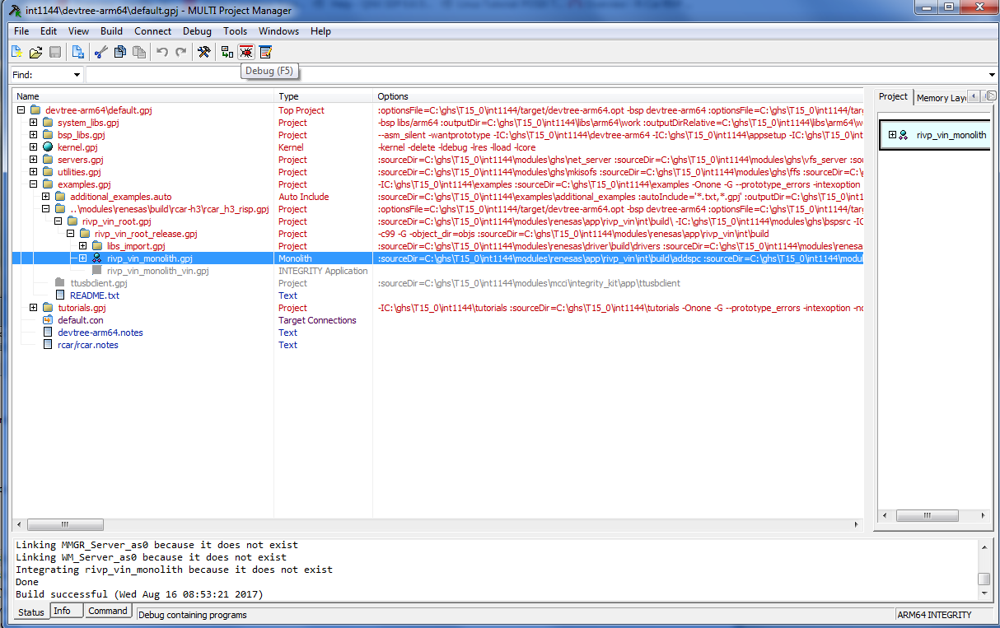 int1144\devtree-arm64\default.gpj - MULTI Project Manager
File Edit View Build Connect Debug Tools Windows Help
Debug (F5)
Find:
Name Type Options
devtree-arm64\default.gpj Top Project :optionsFile=C:\ghs\T15_0\int1144/target/devtree-arm64.opt -bsp devtree-arm64 :optionsFile=C:\ghs\T15_0\int1144/targ
system_libs.gpj Project -bsp libs/arm64 :outputDir=C:\ghs\T15_0\int1144\libs\arm64\work :outputDirRelative=C:\ghs\T15_0\int1144\libs\arm64\w
bsp_libs.gpj Project --asm_silent -wantprototype -IC:\ghs\T15_0\int1144\devtree-arm64 -IC:\ghs\T15_0\int1144\appsetup -IC:\ghs\T15_0\int
kernel.gpj Kernel -kernel -delete -ldebug -lres -lload -lcore
servers.gpj Project :sourceDir=C:\ghs\T15_0\int1144\modules\ghs\net_server :sourceDir=C:\ghs\T15_0\int1144\modules\ghs\vfs_server :sou
utilities.gpj Project :sourceDir=C:\ghs\T15_0\int1144\modules\ghs\mkisofs :sourceDir=C:\ghs\T15_0\int1144\modules\ghs\ffs :sourceDir=C:\g
examples.gpj Project -IC:\ghs\T15_0\int1144\examples :sourceDir=C:\ghs\T15_0\int1144\examples -Onone -G --prototype_errors -intexoption
additional_examples.auto Auto Include :sourceDir=C:\ghs\T15_0\int1144\examples\additional_examples :autoInclude='*.txt,*.gpj' :outputDir=C:\ghs\T15_0\int1
..\modules\renesas\build\rcar-h3\rcar_h3_risp.gpj Project :optionsFile=C:\ghs\T15_0\int1144/target/devtree-arm64.opt -bsp devtree-arm64 :optionsFile=C:\ghs\T15_0\int1144/targ
rivp_vin_root.gpj Project :sourceDir=C:\ghs\T15_0\int1144\modules\renesas\app\rivp_vin\int\build\ -IC:\ghs\T15_0\int1144\modules\ghs\bspsrc -IC
rivp_vin_root_release.gpj Project -c99 -G -object_dir=objs :sourceDir=C:\ghs\T15_0\int1144\modules\renesas\app\rivp_vin\int\build
libs_import.gpj Project :sourceDir=C:\ghs\T15_0\int1144\modules\renesas\driver\build\drivers :sourceDir=C:\ghs\T15_0\int1144\modules\renesa
rivp_vin_monolith.gpj Monolith :sourceDir=C:\ghs\T15_0\int1144\modules\renesas\app\rivp_vin\int\build\addspc :sourceDir=C:\ghs\T15_0\int1144\modul
rivp_vin_monolith_vin.gpj INTEGRITY Application
ttusbclient.gpj Project :sourceDir=C:\ghs\T15_0\int1144\modules\mcci\integrity_kit\app\ttusbclient
README.txt Text
tutorials.gpj Project -IC:\ghs\T15_0\int1144\tutorials :sourceDir=C:\ghs\T15_0\int1144\tutorials -Onone -G --prototype_errors -intexoption -no
default.con Target Connections
devtree-arm64.notes Text
rcar/rcar.notes Text
Project Memory Lay
rivp_vin_monolith
Linking MMGR_Server_as0 because it does not exist
Linking WM_Server_as0 because it does not exist
Integrating rivp_vin_monolith because it does not exist
Done
Build successful (Wed Aug 16 08:53:21 2017)
Status Info Command Debug containing programs ARM64 INTEGRITY